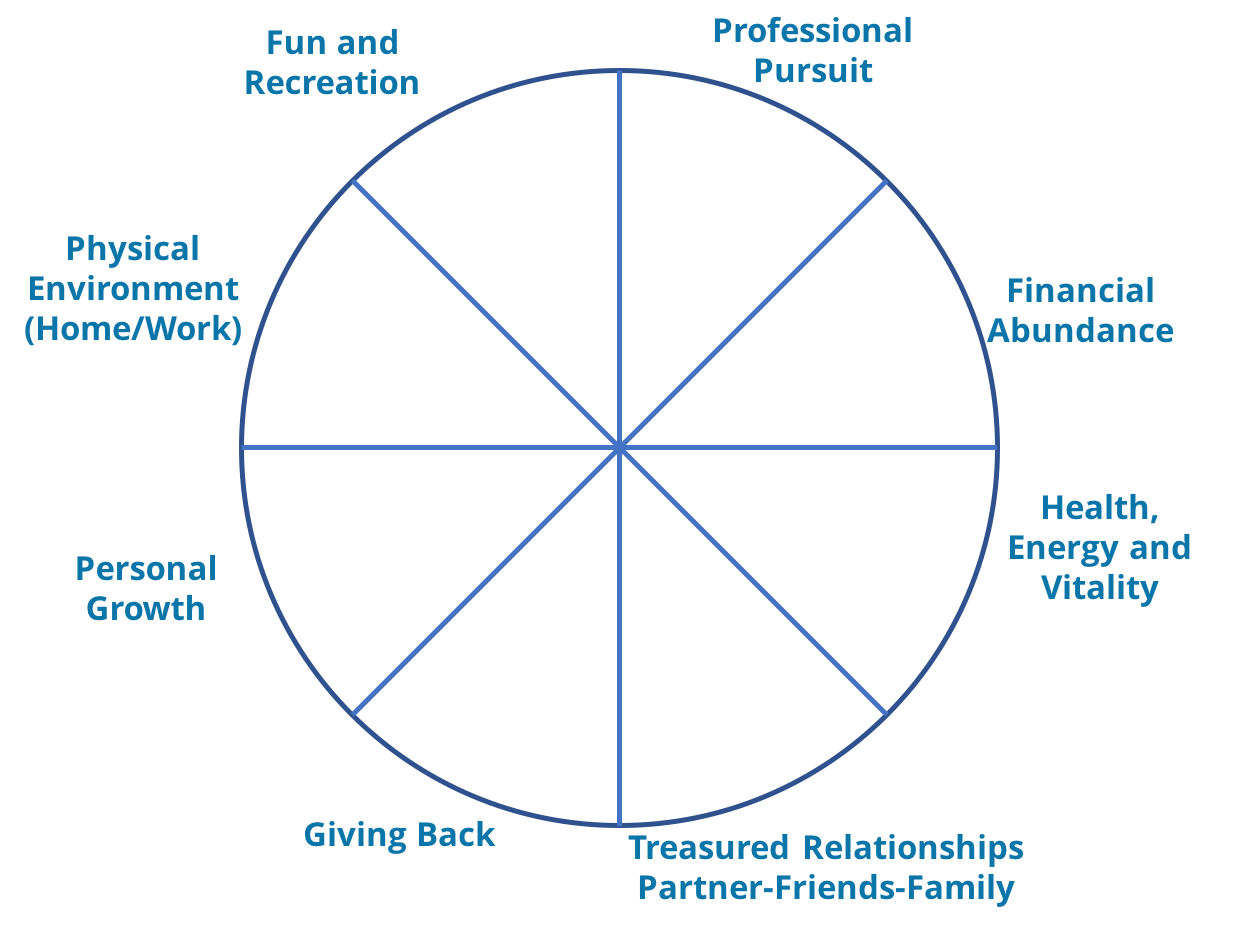 Fun and
Recreation
Professional
Pursuit
Physical
Environment
(Home/Work)
Financial
Abundance
Health,
Energy and
Vitality
Personal
Growth
Giving Back
Treasured Relationships
Partner-Friends-Family